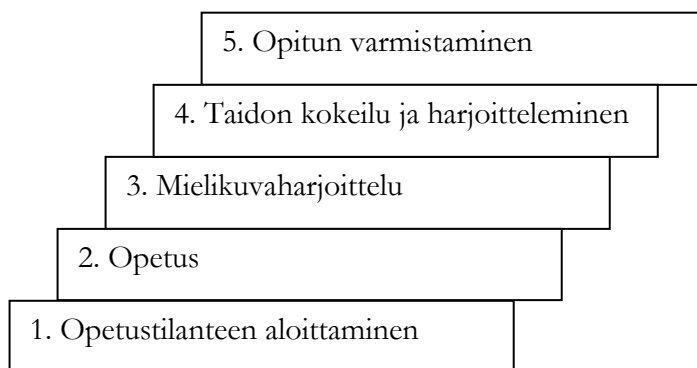 5. Opitun varmistaminen
4. Taidon kokeilu ja harjoitteleminen
3. Mielikuvaharjoittelu
2. Opetus
1. Opetustilanteen aloittaminen